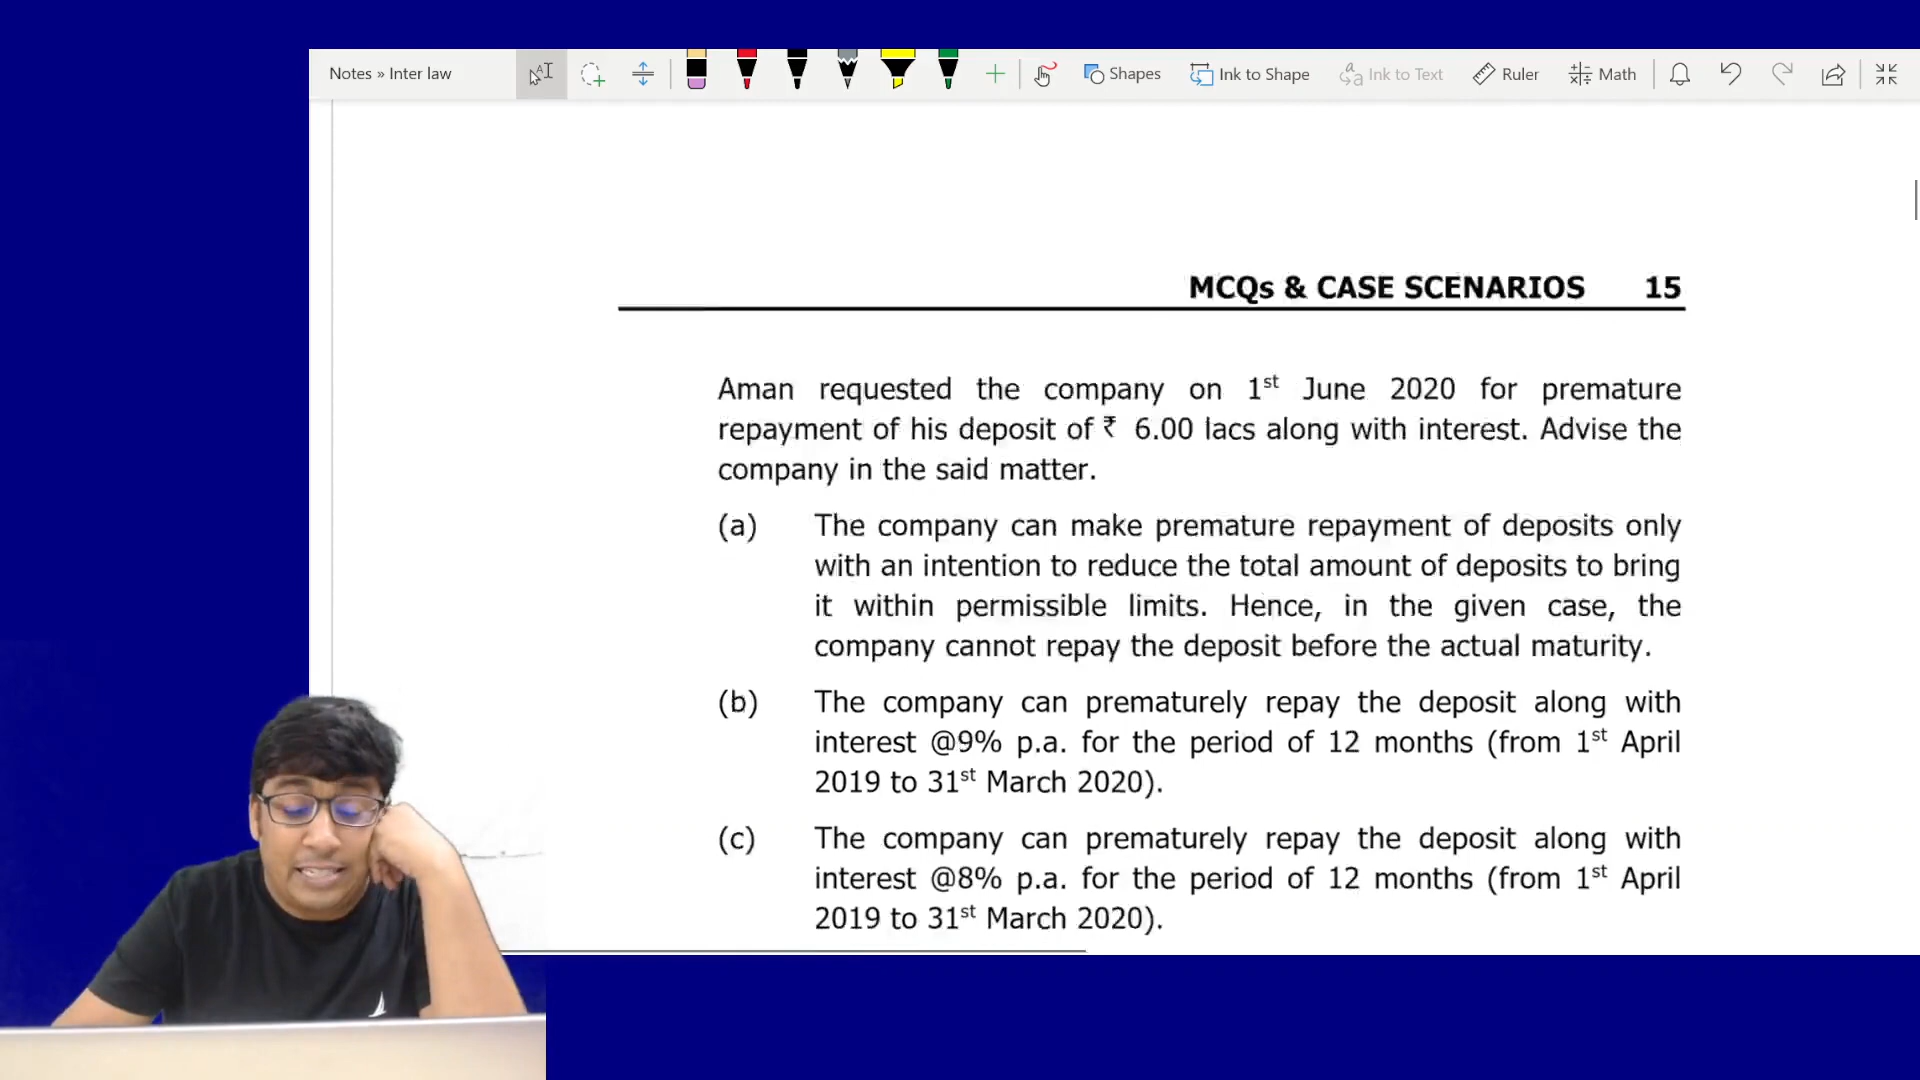 Notes » Inter law
Shapes
Ink to Shape
Ink to Text
Ruler
Math
MCQs & CASE SCENARIOS 15
Aman requested the company on 1st June 2020 for premature
repayment of his deposit of ₹ 6.00 lacs along with interest. Advise the
company in the said matter.
(a) The company can make premature repayment of deposits only
with an intention to reduce the total amount of deposits to bring
it within permissible limits. Hence, in the given case, the
company cannot repay the deposit before the actual maturity.
(b) The company can prematurely repay the deposit along with
interest @9% p.a. for the period of 12 months (from 1st April
2019 to 31st March 2020).
(c) The company can prematurely repay the deposit along with
interest @8% p.a. for the period of 12 months (from 1st April
2019 to 31st March 2020).